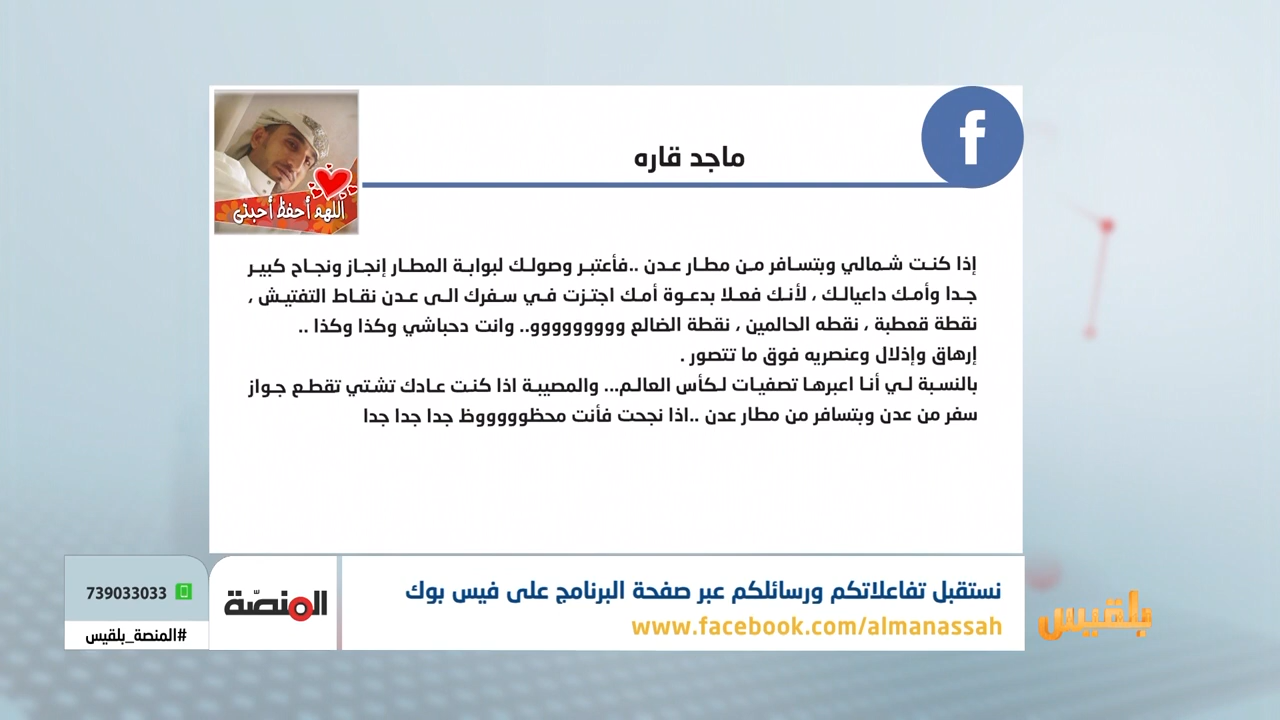 ماجد قاره
اللهم أحفظ أحبتي
إذا كنت شمالي وبتسافر من مطار عدن ..فأعتبر وصولك لبوابة المطار إنجاز ونجاح كبير
جدا وأمك داعيالك ، لأنك فعلا بدعوة أمك اجتزت في سفرك الى عدن نقاط التفتيش ،
نقطة قعطبة ، نقطه الحالمين ، نقطة الضالع ووووووووو.. وانت دحباشي وكذا وكذا ..
إرهاق وإذلال وعنصريه فوق ما تتصور .
بالنسبة لي أنا اعبرها تصفيات لكأس العالم... والمصيبة اذا كنت عادك تشتي تقطع جواز
سفر من عدن وبتسافر من مطار عدن ..اذا نجحت فأنت محظووووووظ جدا جدا جدا
نستقبل تفاعلاتكم ورسائلكم عبر صفحة البرنامج على فيس بوك
www.facebook.com/almanassah
المنصّة
739033033
#المنصة_بلقيس
بلقيس